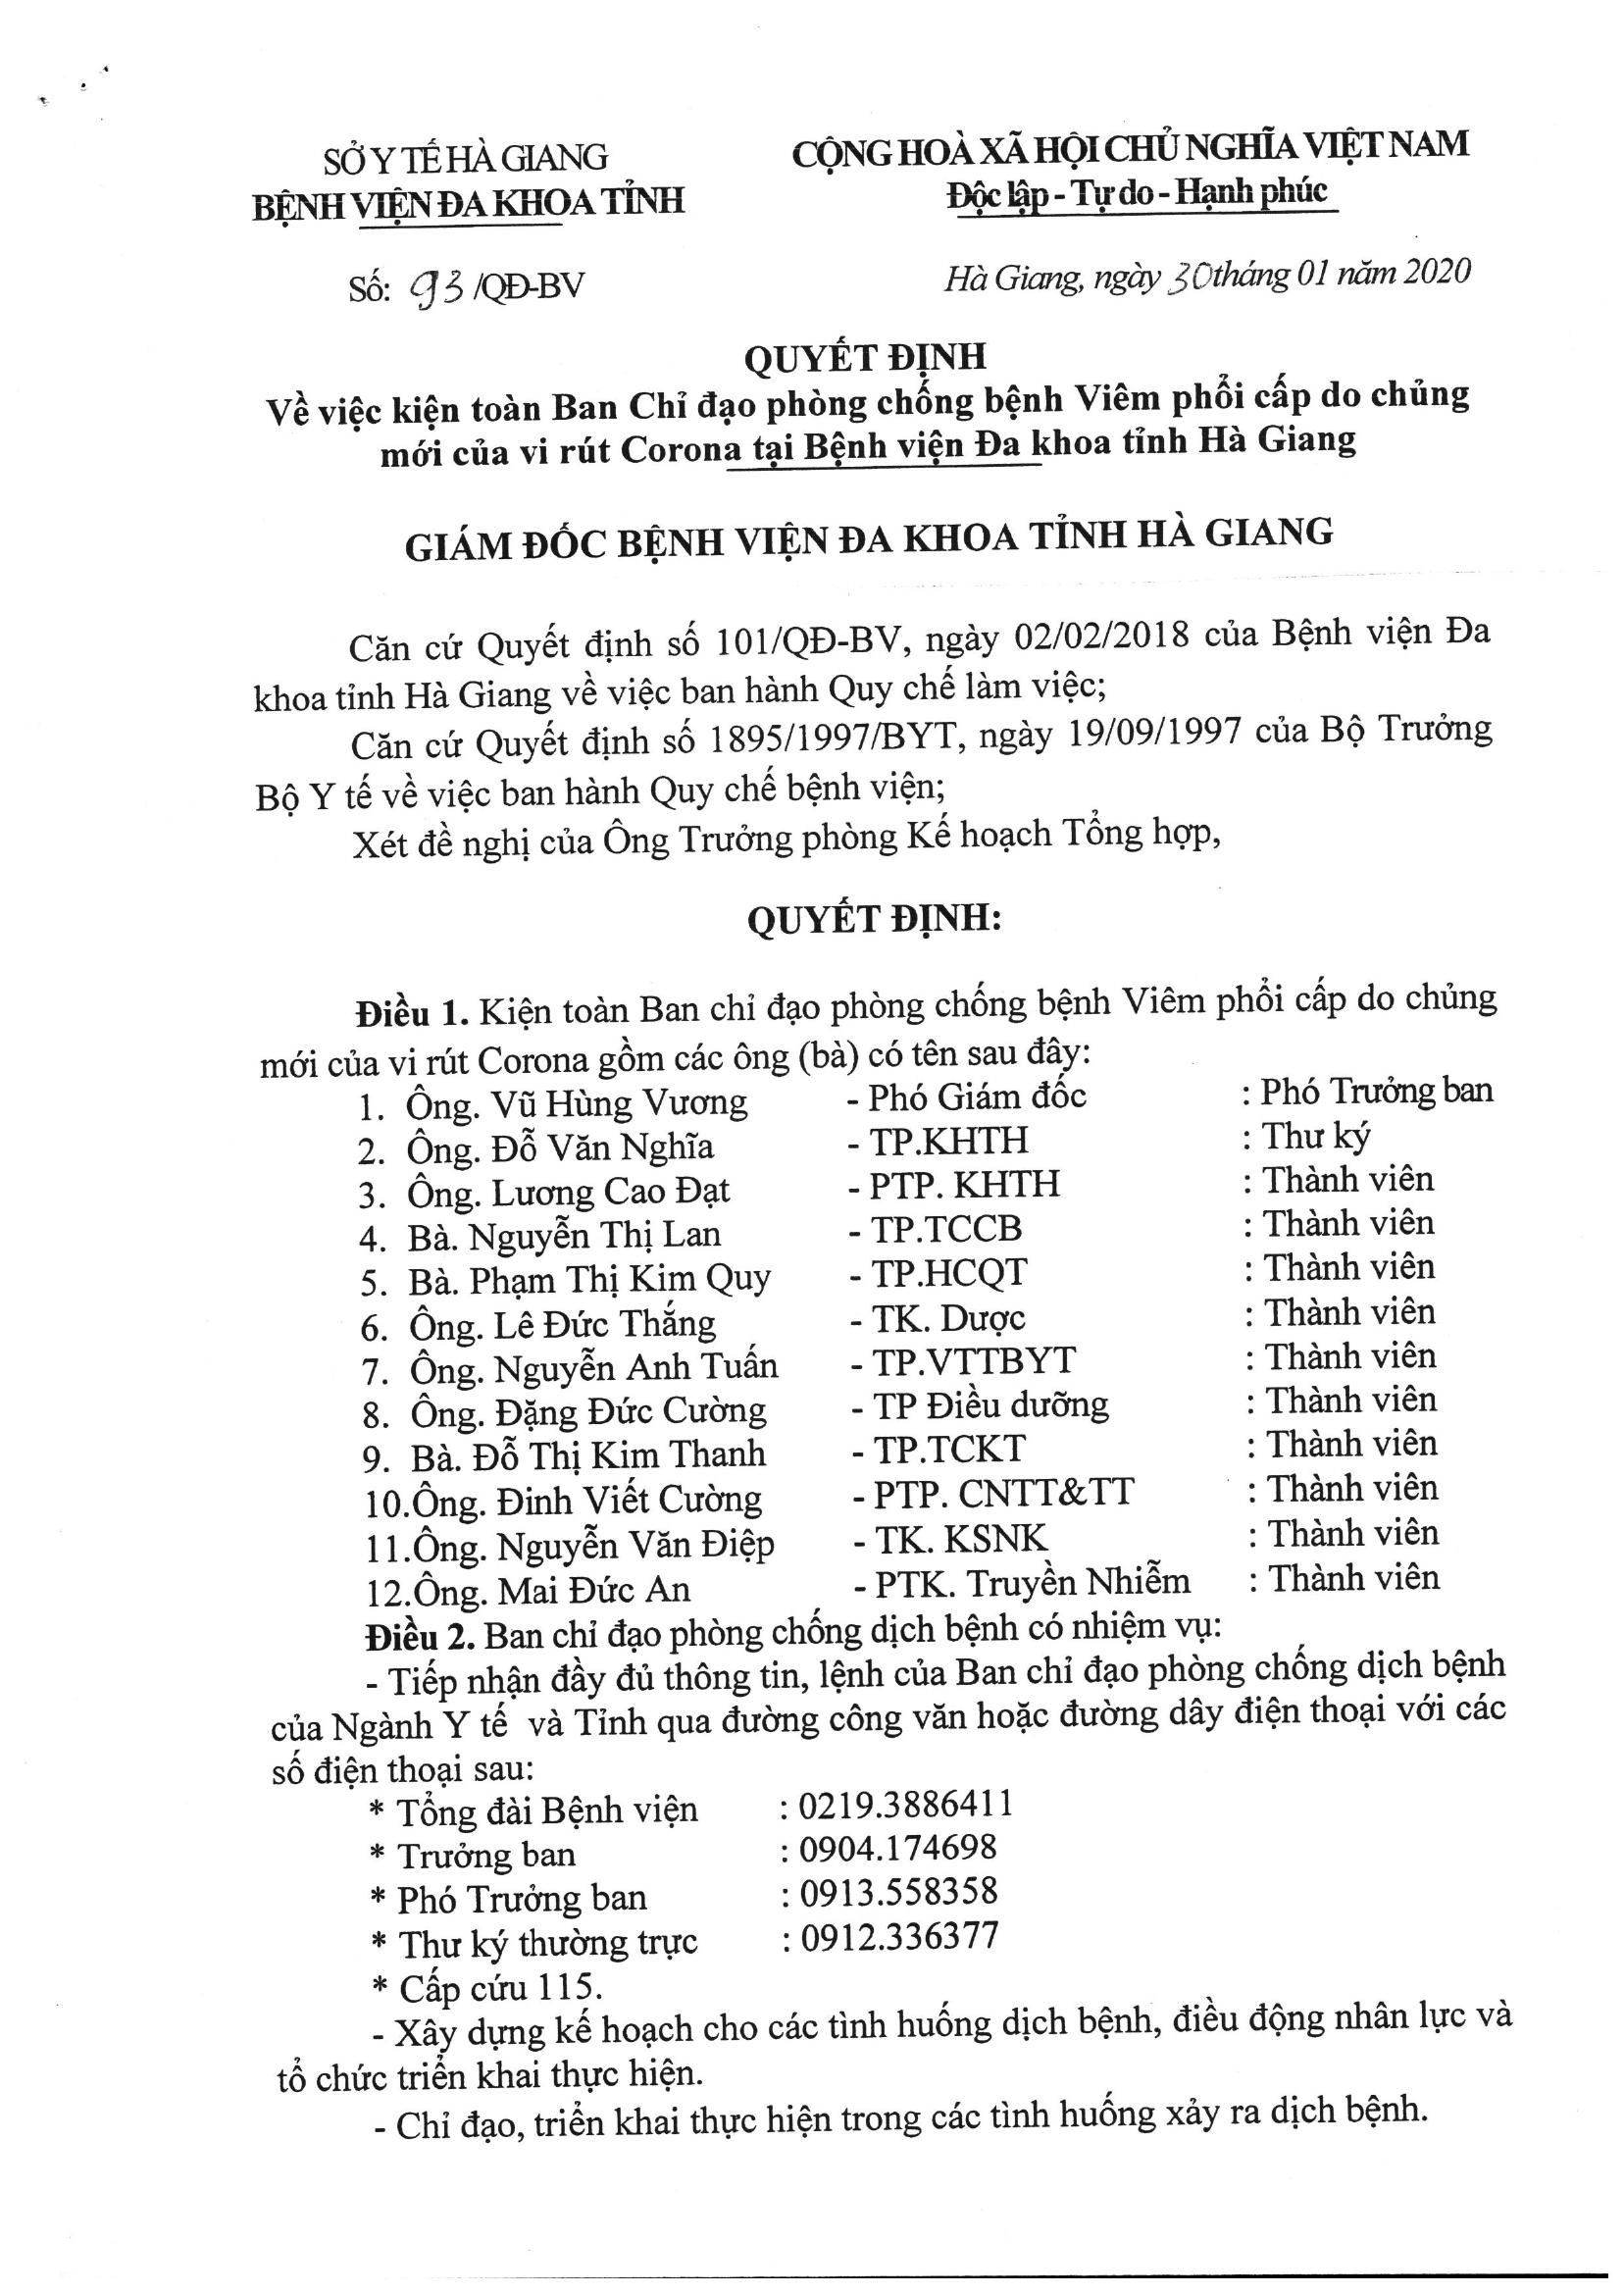 SỞ Y TẾ HÀ GIANG
BỆNH VIỆN ĐA KHOA TỈNH
CỘNG HOÀ XÃ HỘI CHỦ NGHĨA VIỆT NAM
Độc lập - Tự do - Hạnh phúc
Số: 93 /QĐ-BV
Hà Giang, ngày 30 tháng 01 năm 2020
QUYẾT ĐỊNH
Về việc kiện toàn Ban Chỉ đạo phòng chống bệnh Viêm phổi cấp do chủng
mới của vi rút Corona tại Bệnh viện Đa khoa tỉnh Hà Giang
GIÁM ĐỐC BỆNH VIỆN ĐA KHOA TỈNH HÀ GIANG
Căn cứ Quyết định số 101/QĐ-BV, ngày 02/02/2018 của Bệnh viện Đa
khoa tỉnh Hà Giang về việc ban hành Quy chế làm việc;
Căn cứ Quyết định số 1895/1997/BYT, ngày 19/09/1997 của Bộ Trưởng
Bộ Y tế về việc ban hành Quy chế bệnh viện;
Xét đề nghị của Ông Trưởng phòng Kế hoạch Tổng hợp,
QUYẾT ĐỊNH:
Điều 1. Kiện toàn Ban chỉ đạo phòng chống bệnh Viêm phổi cấp do chủng
mới của vi rút Corona gồm các ông (bà) có tên sau đây:
1. Ông. Vũ Hùng Vương - Phó Giám đốc : Phó Trưởng ban
2. Ông. Đỗ Văn Nghĩa - TP.KHTH : Thư ký
3. Ông. Lương Cao Đạt - PTP. KHTH : Thành viên
4. Bà. Nguyễn Thị Lan - TP.TCCB : Thành viên
5. Bà. Phạm Thị Kim Quy - TP.HCQT : Thành viên
6. Ông. Lê Đức Thắng - TK. Dược : Thành viên
7. Ông. Nguyễn Anh Tuấn - TP.VTTBYT : Thành viên
8. Ông. Đặng Đức Cường - TP Điều dưỡng : Thành viên
9. Bà. Đỗ Thị Kim Thanh - TP.TCKT : Thành viên
10.Ông. Đinh Viết Cường - PTP. CNTT&TT : Thành viên
11.Ông. Nguyễn Văn Điệp - TK. KSNK : Thành viên
12.Ông. Mai Đức An - PTK. Truyền Nhiễm : Thành viên
Điều 2. Ban chỉ đạo phòng chống dịch bệnh có nhiệm vụ:
- Tiếp nhận đầy đủ thông tin, lệnh của Ban chỉ đạo phòng chống dịch bệnh
của Ngành Y tế và Tỉnh qua đường công văn hoặc đường dây điện thoại với các
số điện thoại sau:
* Tổng đài Bệnh viện : 0219.3886411
* Trưởng ban : 0904.174698
* Phó Trưởng ban : 0913.558358
* Thư ký thường trực : 0912.336377
* Cấp cứu 115.
- Xây dựng kế hoạch cho các tình huống dịch bệnh, điều động nhân lực và
tổ chức triển khai thực hiện.
- Chỉ đạo, triển khai thực hiện trong các tình huống xảy ra dịch bệnh.